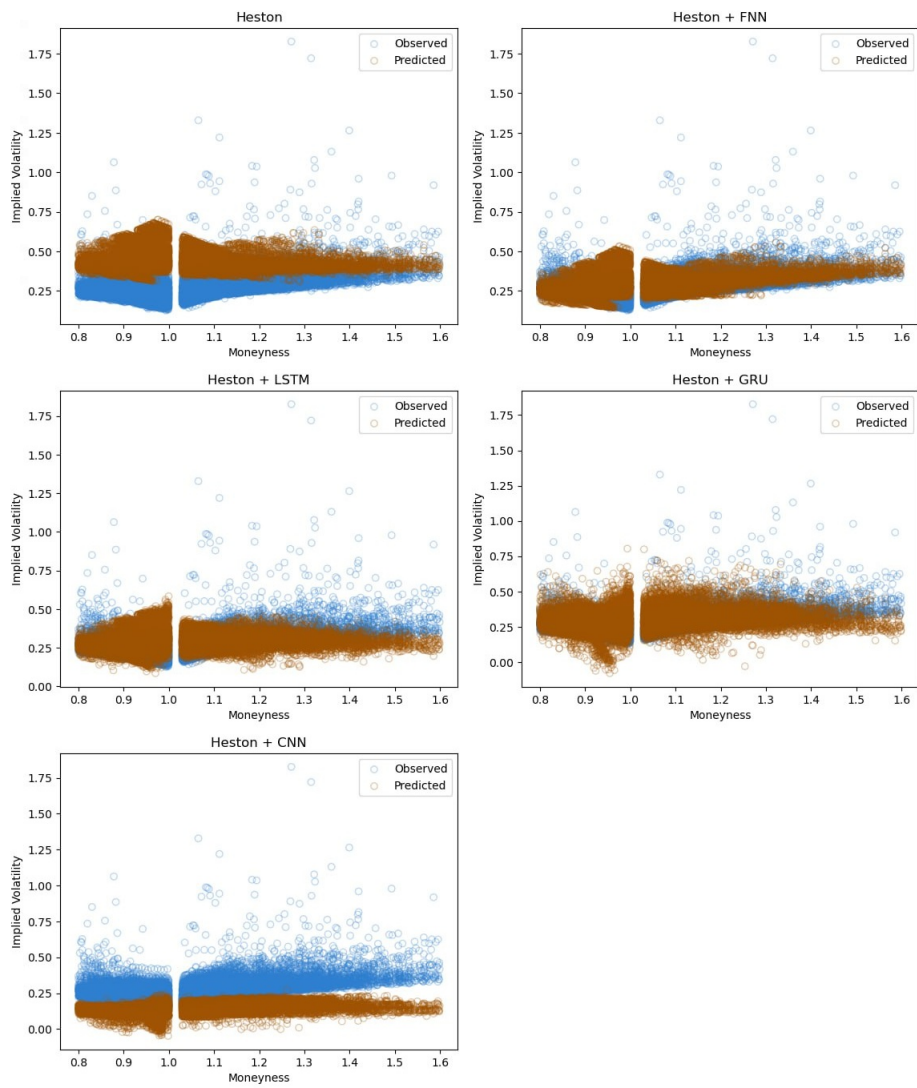 Heston
Implied Volatility
1.75
1.50
1.25
1.00
0.75
0.50
0.25
Observed
Predicted
0.8 0.9 1.0 1.1 1.2 1.3 1.4 1.5 1.6
Moneyness
Heston + FNN
Implied Volatility
1.75
1.50
1.25
1.00
0.75
0.50
0.25
Observed
Predicted
0.8 0.9 1.0 1.1 1.2 1.3 1.4 1.5 1.6
Moneyness
Heston + LSTM
Implied Volatility
1.75
1.50
1.25
1.00
0.75
0.50
0.25
0.00
Observed
Predicted
0.8 0.9 1.0 1.1 1.2 1.3 1.4 1.5 1.6
Moneyness
Heston + GRU
Implied Volatility
1.75
1.50
1.25
1.00
0.75
0.50
0.25
0.00
Observed
Predicted
0.8 0.9 1.0 1.1 1.2 1.3 1.4 1.5 1.6
Moneyness
Heston + CNN
Implied Volatility
1.75
1.50
1.25
1.00
0.75
0.50
0.25
0.00
Observed
Predicted
0.8 0.9 1.0 1.1 1.2 1.3 1.4 1.5 1.6
Moneyness